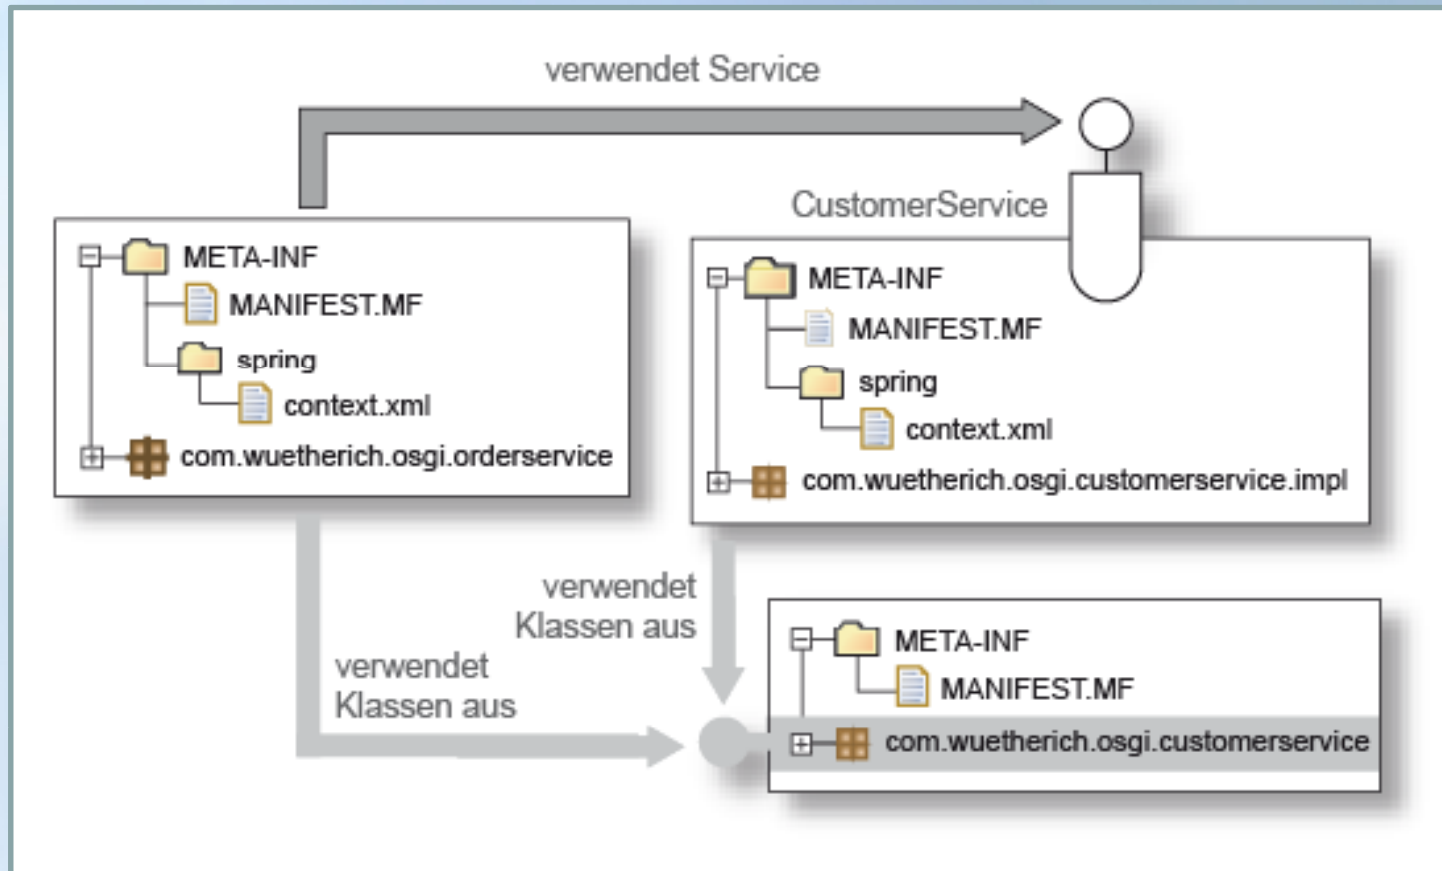 verwendet Service
CustomerService
META-INF
MANIFEST.MF
spring
context.xml
com.wuetherich.osgi.orderservice
META-INF
MANIFEST.MF
spring
context.xml
com.wuetherich.osgi.customerservice.impl
verwendet
Klassen aus
verwendet
Klassen aus
META-INF
MANIFEST.MF
com.wuetherich.osgi.customerservice